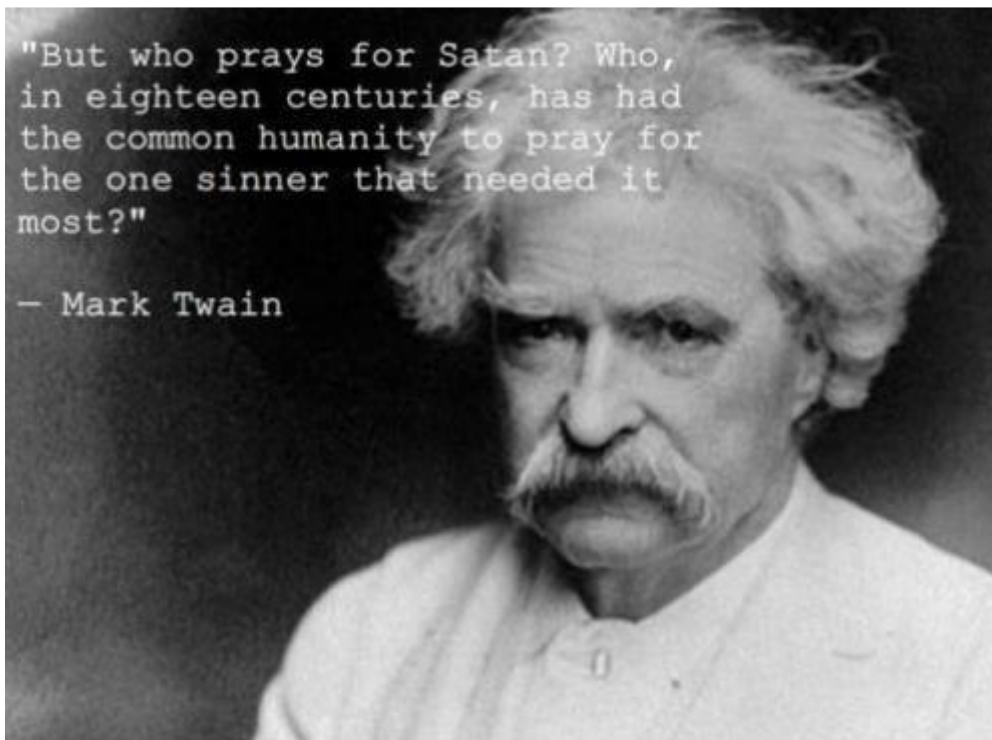 "But who prays for Satan? Who,
in eighteen centuries, has had
the common humanity to pray for
the one sinner that needed it
most?"
— Mark Twain